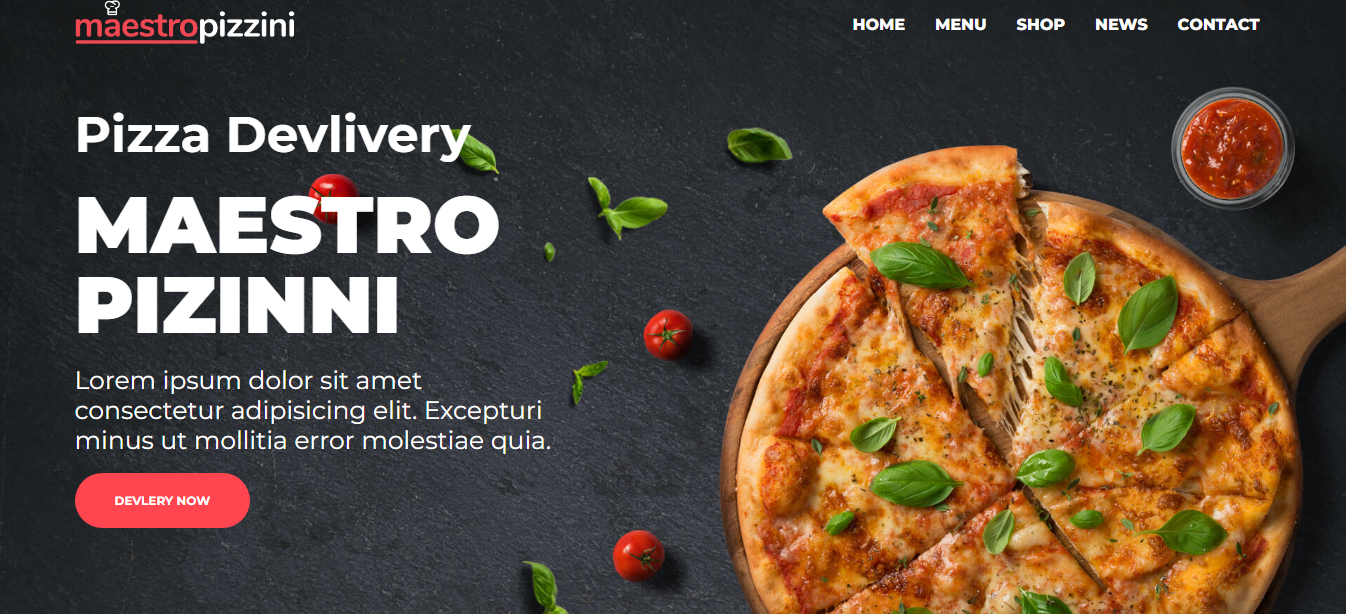 maestropizzini
HOME MENU SHOP NEWS CONTACT
Pizza Devlivery
MAESTRO
PIZINNI
Lorem ipsum dolor sit amet
consectetur adipisicing elit. Excepturi
minus ut mollitia error molestiae quia.
DEVLERY NOW